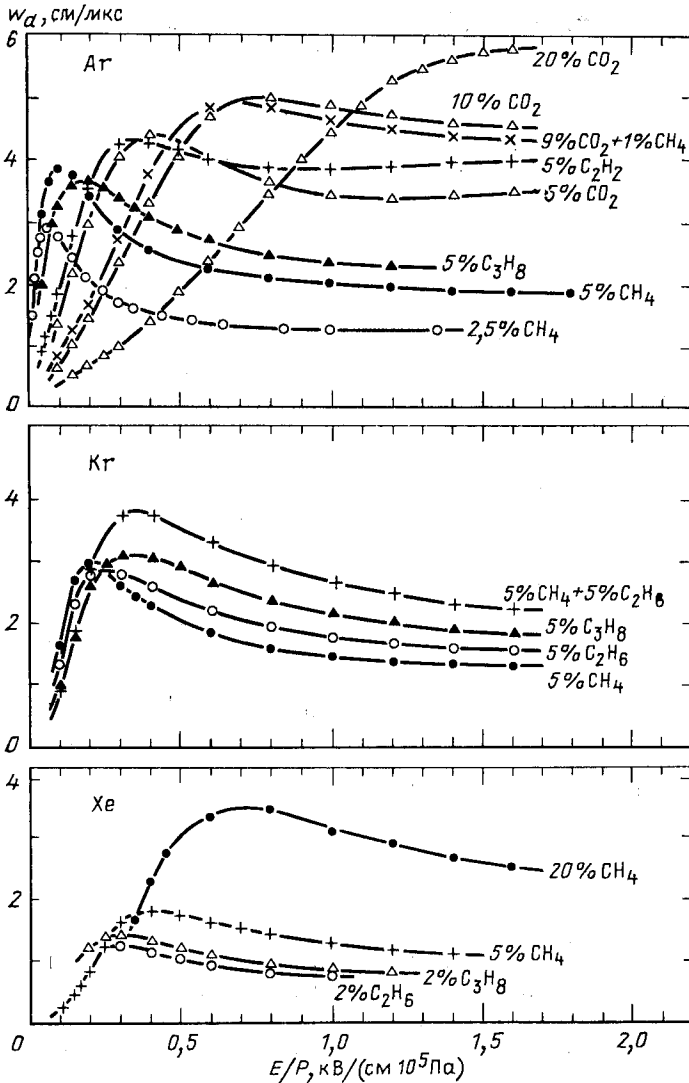 w_d, см/мкс
6
Ar
20% CO₂
10% CO₂
9% CO₂ + 1% CH₄
4
5% C₂H₂
5% CO₂
5% C₃H₈
2
5% CH₄
2,5% CH₄
0
Kr
4
5% CH₄ + 5% C₂H₆
2
5% C₃H₈
5% C₂H₆
5% CH₄
0
4
Xe
20% CH₄
2
5% CH₄
2% C₃H₈
2% C₂H₆
0
0 0,5 1,0 1,5 2,0
E/P, кВ/(см 10⁵Па)